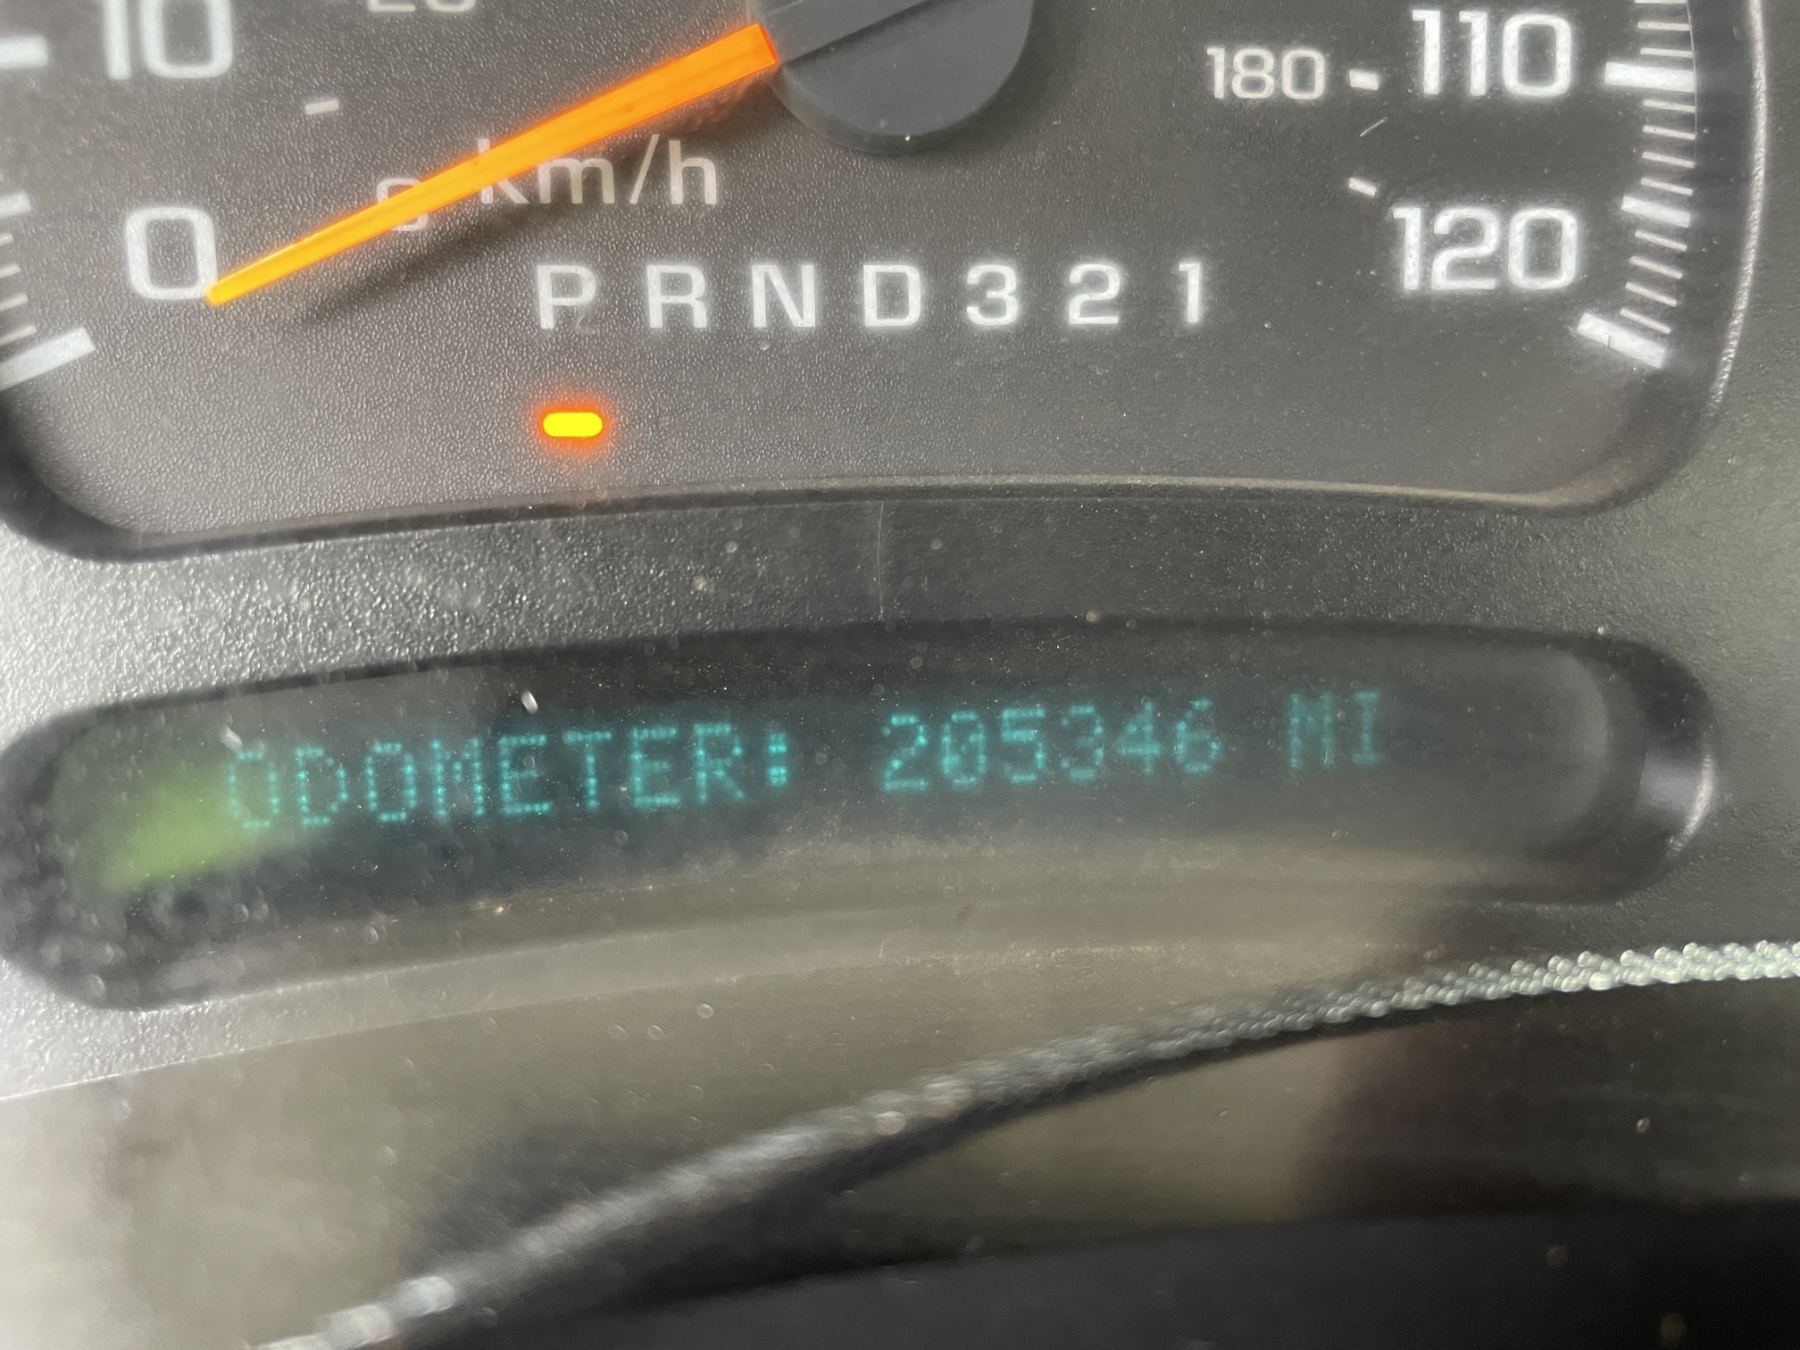 10
180 110
km/h
0
120
P R N D 3 2 1
ODOMETER: 205346 MI